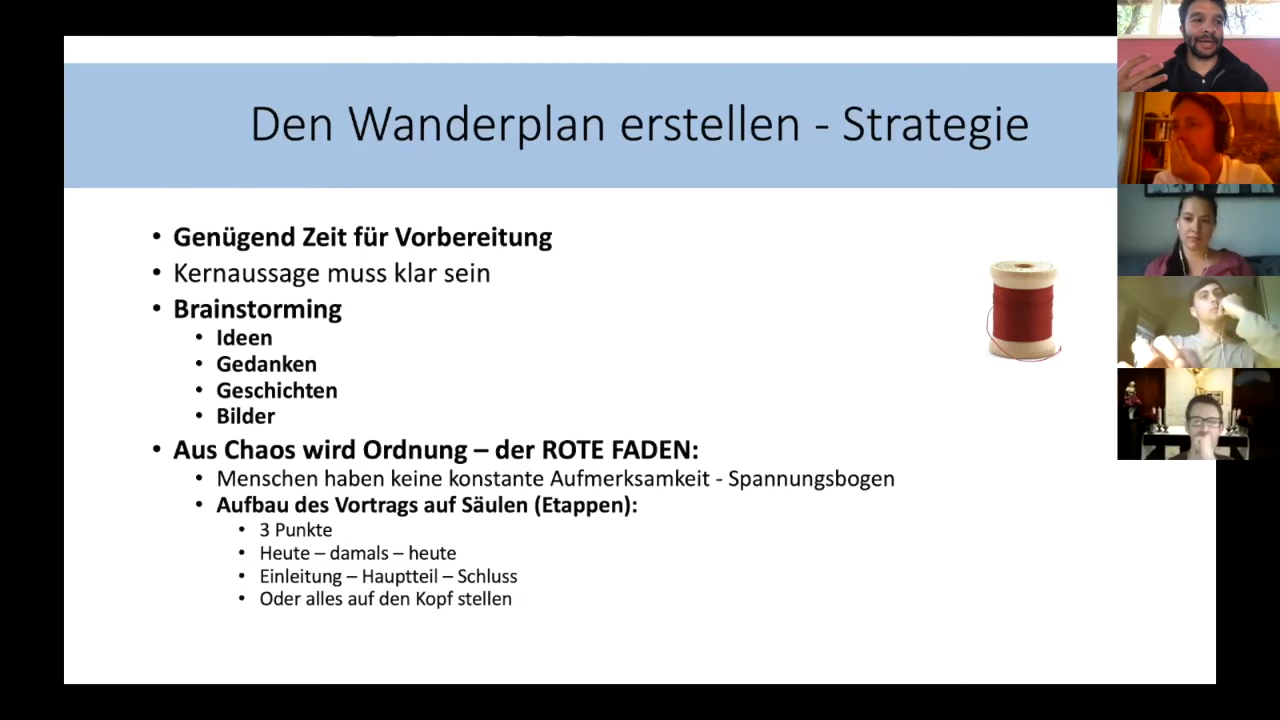 Den Wanderplan erstellen - Strategie
• Genügend Zeit für Vorbereitung
• Kernaussage muss klar sein
• Brainstorming
• Ideen
• Gedanken
• Geschichten
• Bilder
• Aus Chaos wird Ordnung – der ROTE FADEN:
• Menschen haben keine konstante Aufmerksamkeit - Spannungsbogen
• Aufbau des Vortrags auf Säulen (Etappen):
• 3 Punkte
• Heute – damals – heute
• Einleitung – Hauptteil – Schluss
• Oder alles auf den Kopf stellen